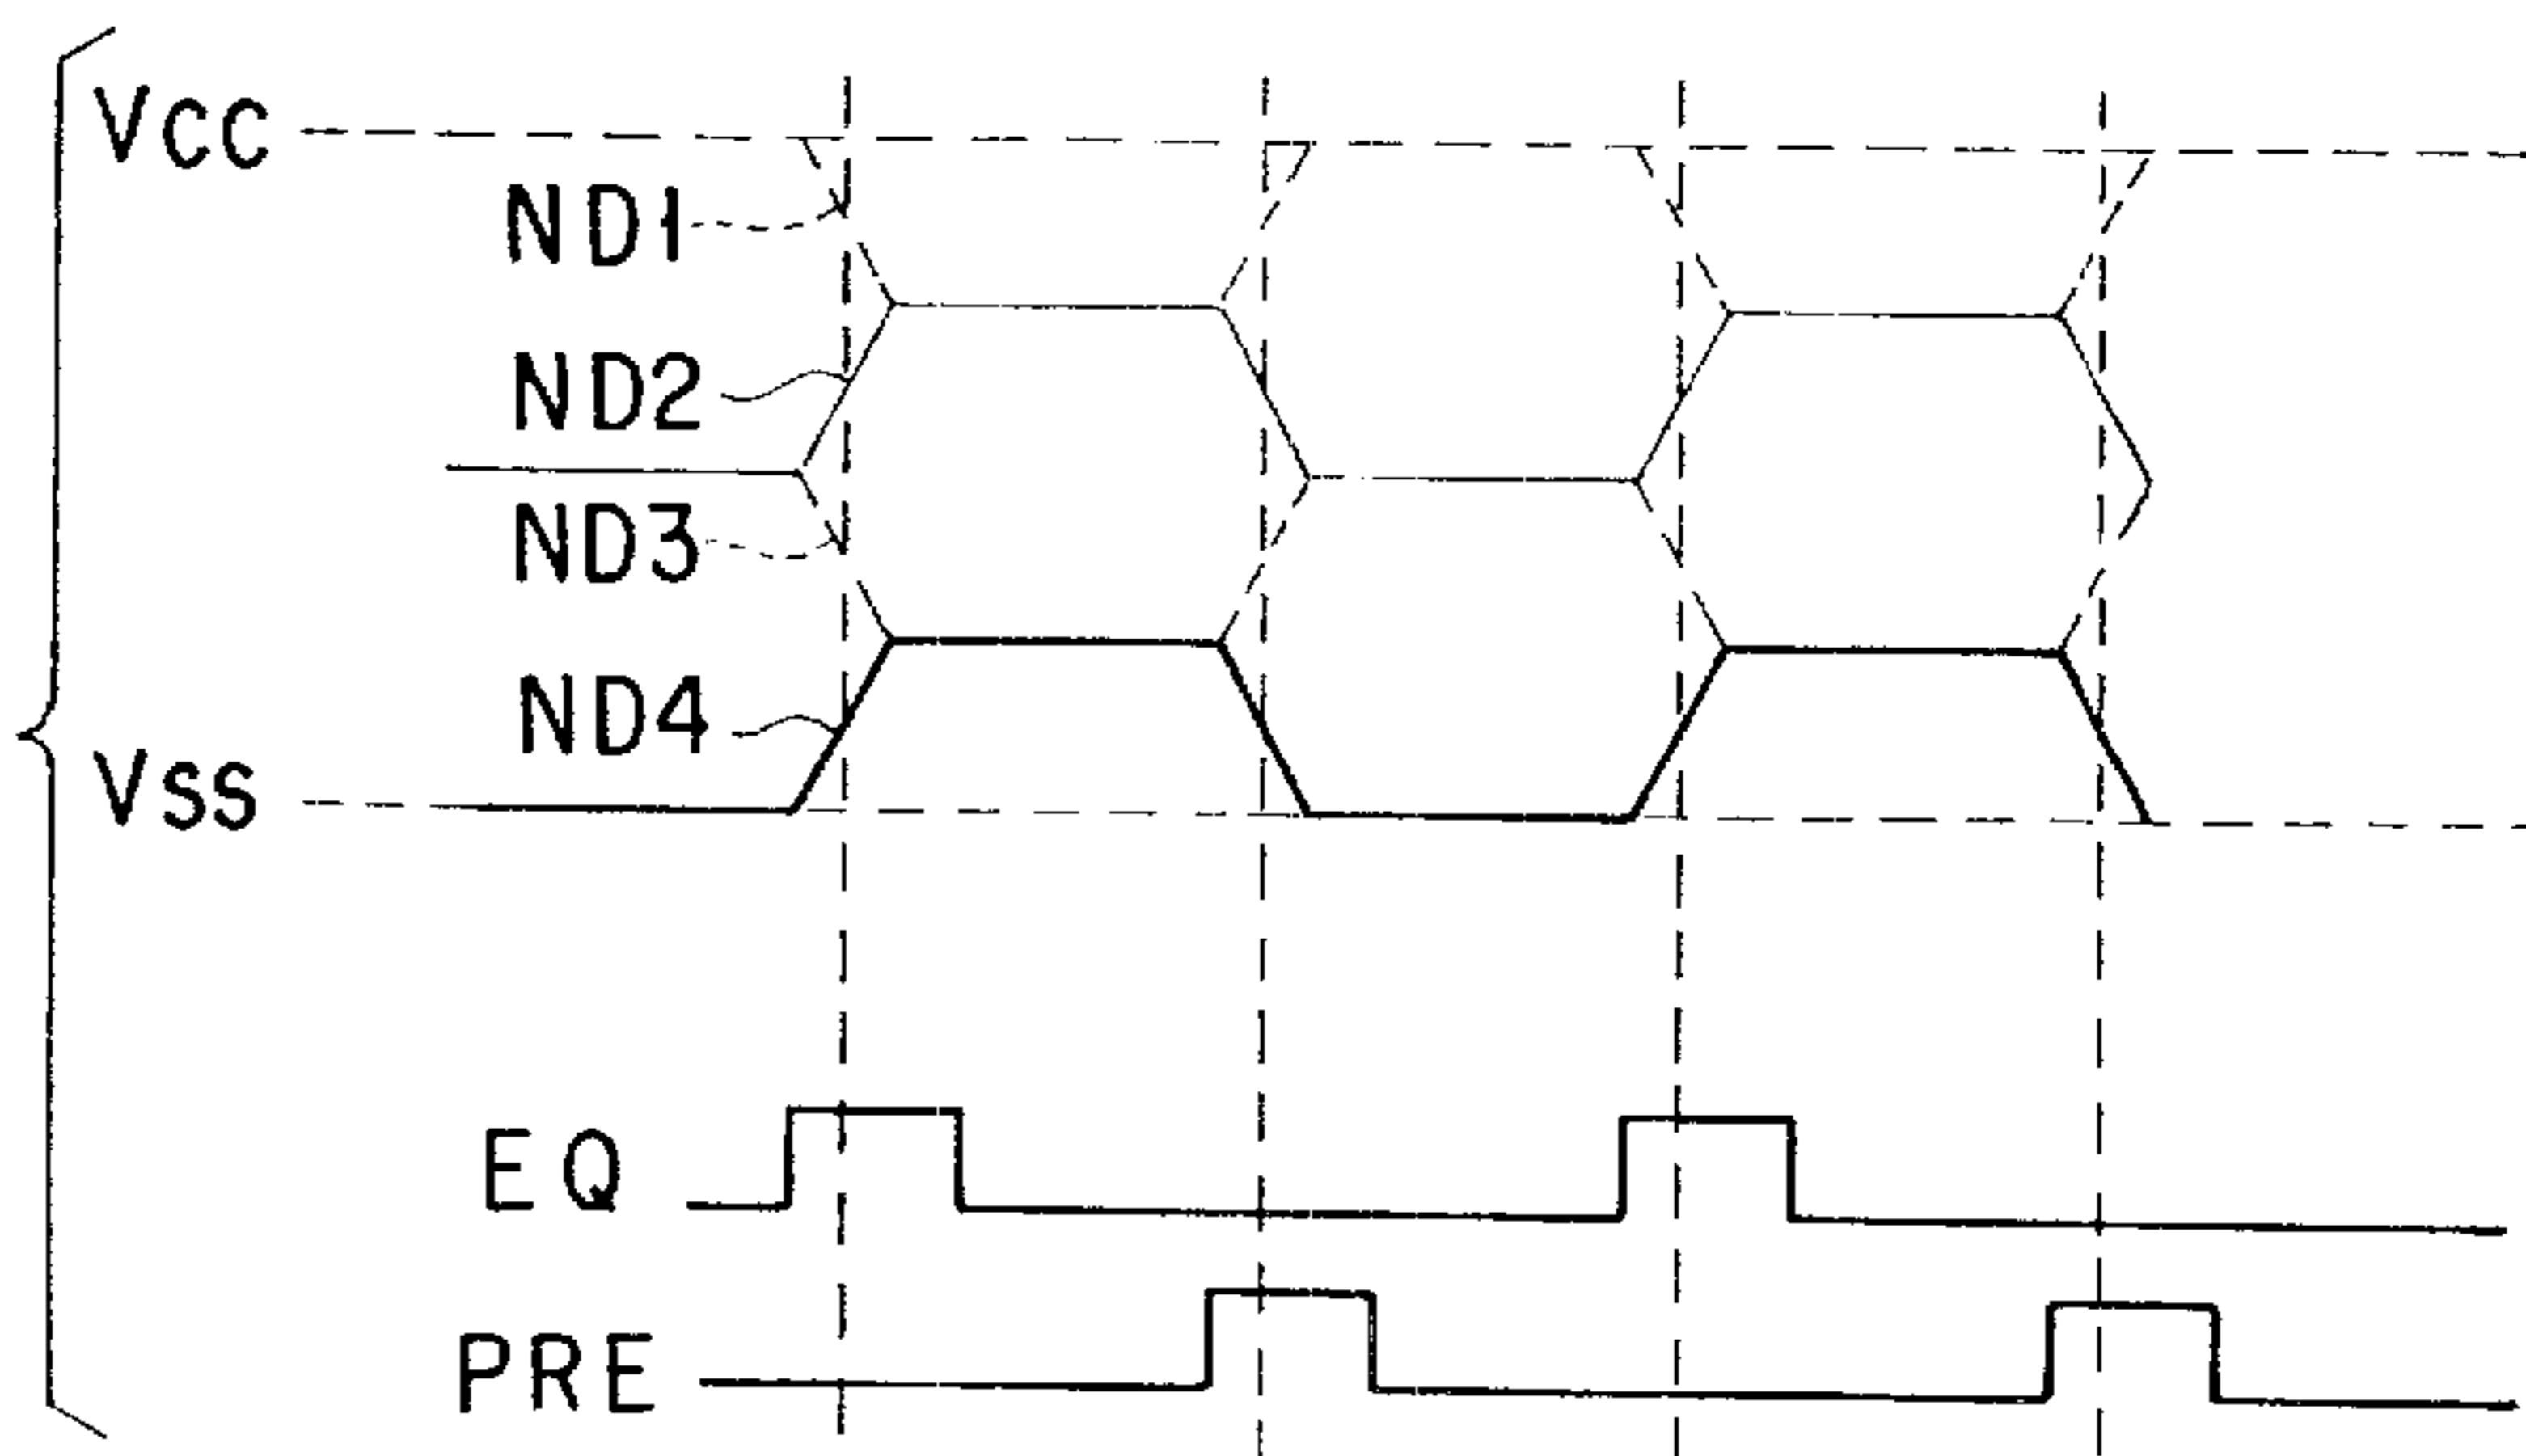 VCC
ND1
ND2
ND3
ND4
VSS
EQ
PRE